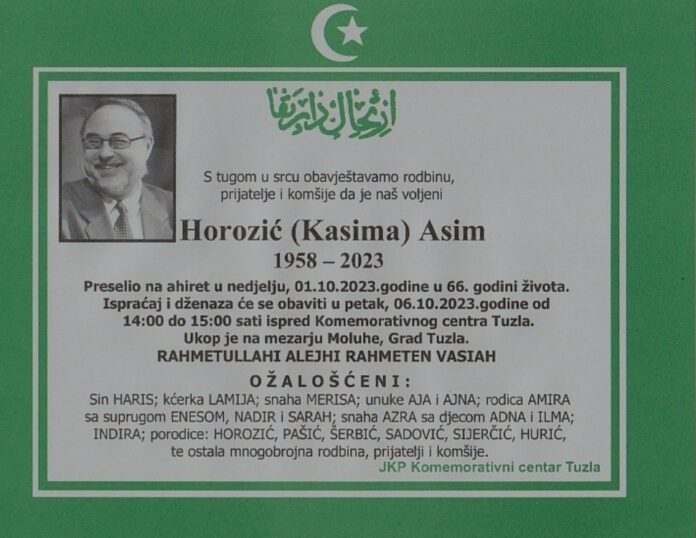 S tugom u srcu obavještavamo rodbinu,
prijatelje i komšije da je naš voljeni
Horozić (Kasima) Asim
1958 – 2023
Preselio na ahiret u nedjelju, 01.10.2023.godine u 66. godini života.
Ispraćaj i dženaza će se obaviti u petak, 06.10.2023.godine od
14:00 do 15:00 sati ispred Komemorativnog centra Tuzla.
Ukop je na mezarju Moluhe, Grad Tuzla.
RAHMETULLAHI ALEJHI RAHMETEN VASIAH
OŽALOŠĆENI:
Sin HARIS; kćerka LAMIJA; snaha MERISA; unuke AJA i AJNA; rodica AMIRA
sa suprugom ENESOM, NADIR i SARAH; snaha AZRA sa djecom ADNA i ILMA;
INDIRA; porodice: HOROZIĆ, PAŠIĆ, ŠERBIĆ, SADOVIĆ, SIJERČIĆ, HURIĆ,
te ostala mnogobrojna rodbina, prijatelji i komšije.
JKP Komemorativni centar Tuzla